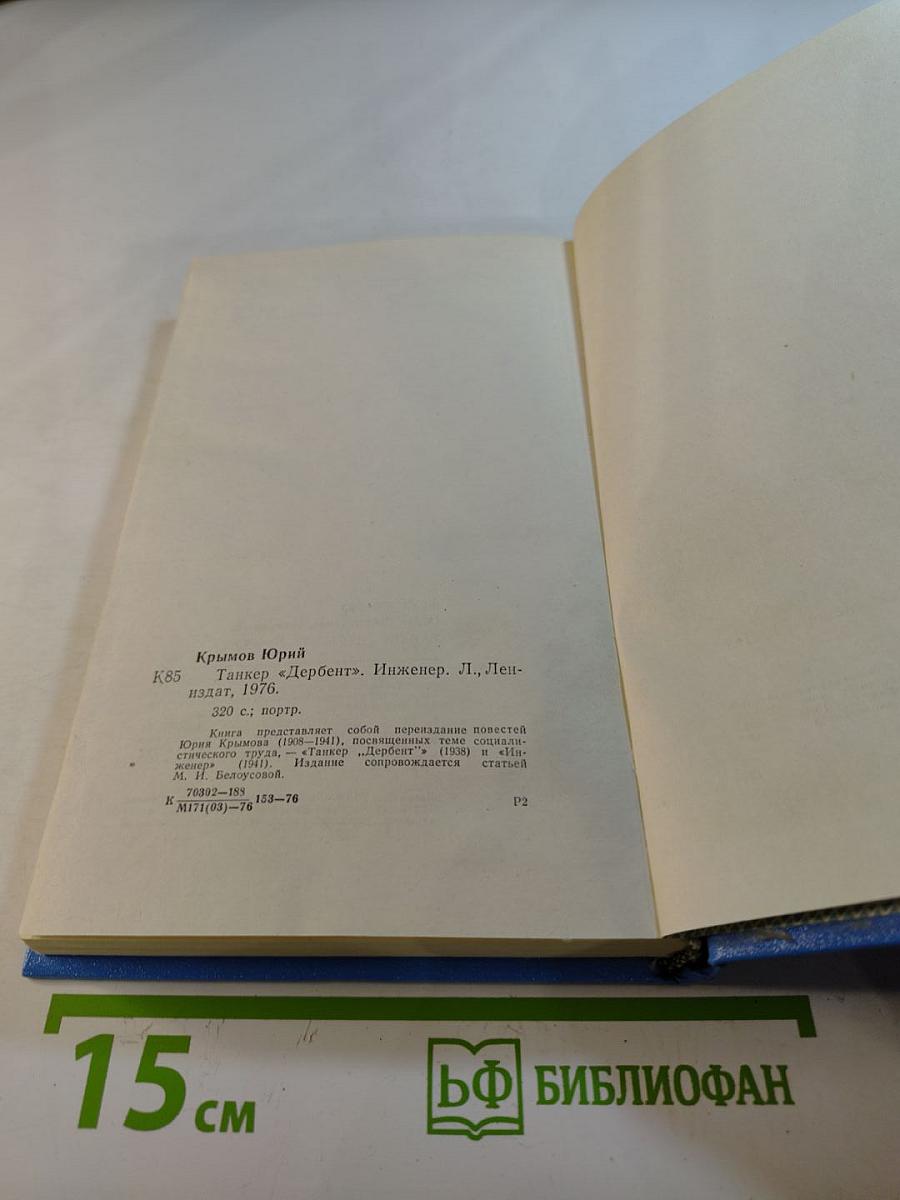 Крымов Юрий
К85 Танкер «Дербент». Инженер. Л., Лен-
издат, 1976.
320 с.; портр.
Книга представляет собой переиздание повестей
Юрия Крымова (1908—1941), посвященных теме социали-
стического труда, — «Танкер „Дербент"» (1938) и «Ин-
женер» (1941). Издание сопровождается статьей
М. И. Белоусовой.
К 70302—188 153—76 Р2
М171(03)—76
15 см
БФ БИБЛИОФАН